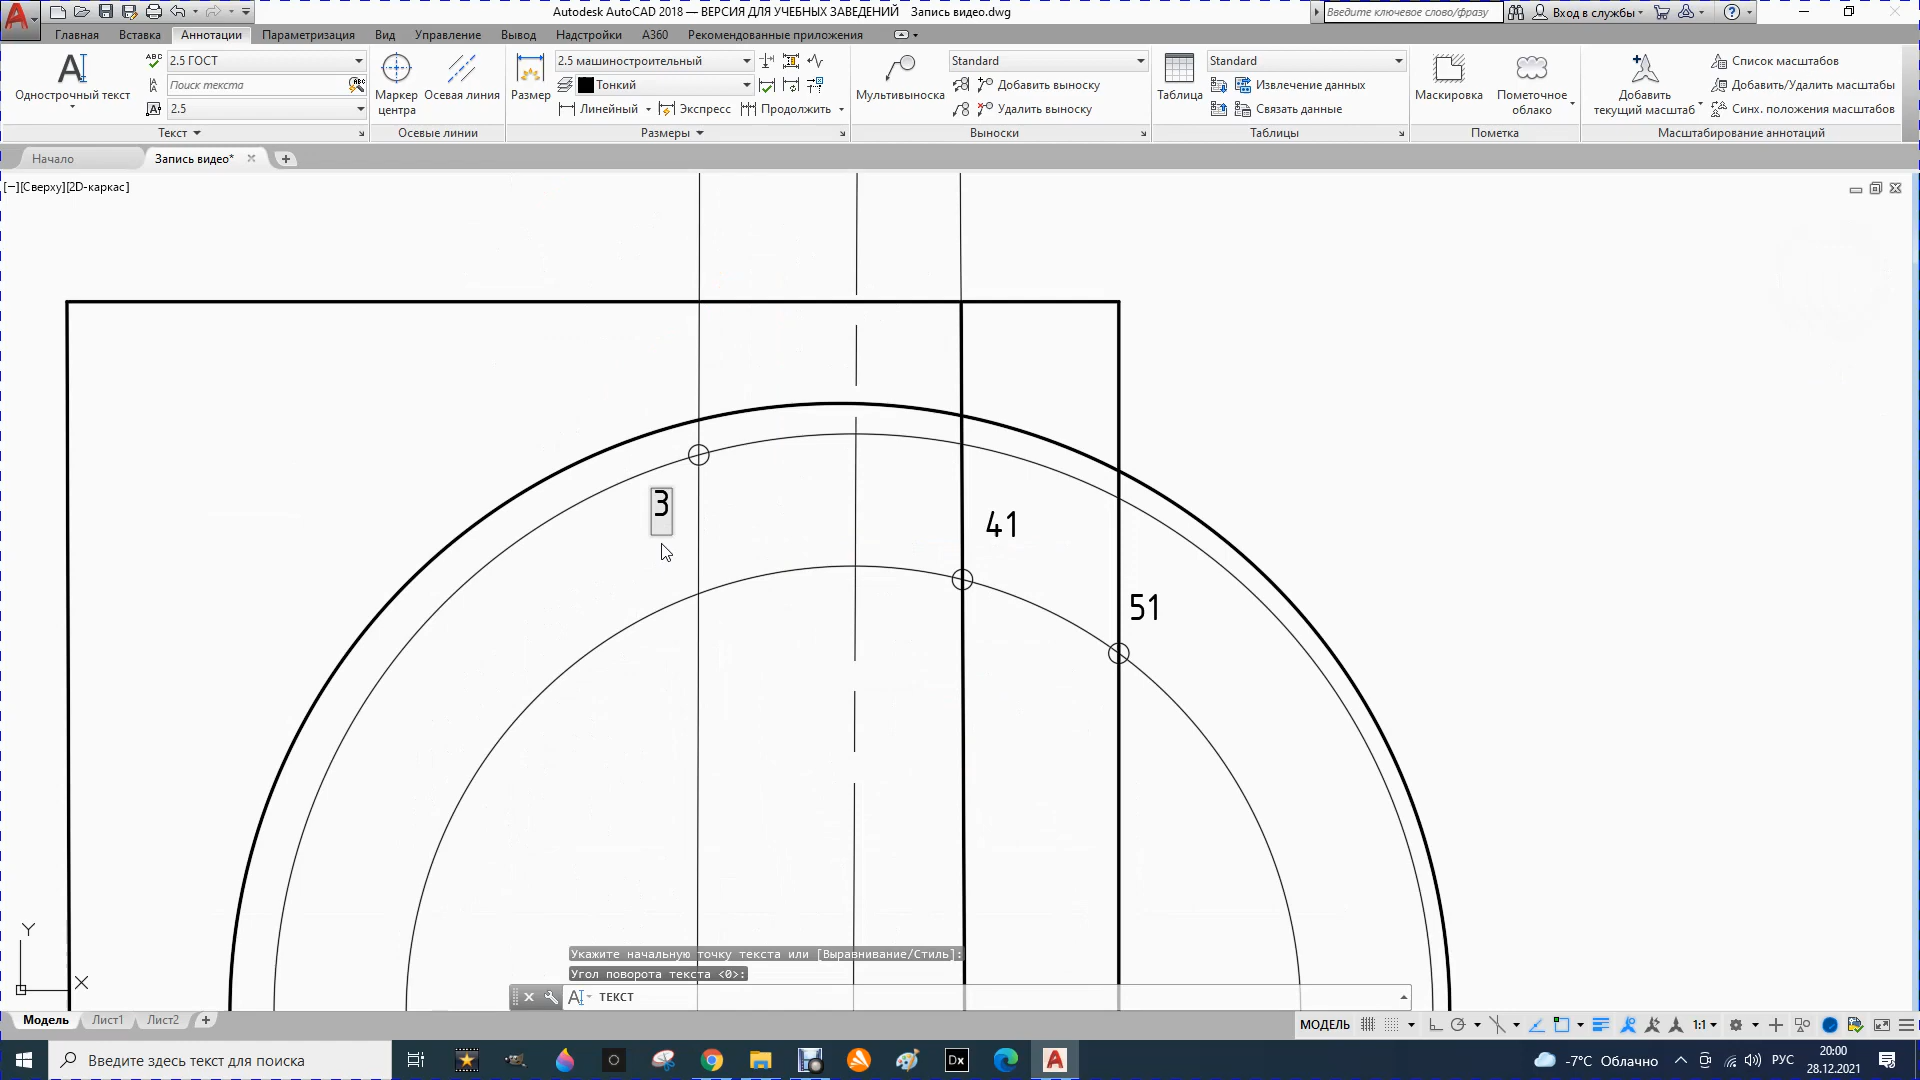 Autodesk AutoCAD 2018 — ВЕРСИЯ ДЛЯ УЧЕБНЫХ ЗАВЕДЕНИЙ Запись видео.dwg
Введите ключевое слово/фразу
Вход в службы
Главная Вставка Аннотации Параметризация Вид Управление Вывод Надстройки A360 Рекомендованные приложения
2.5 ГОСТ
Поиск текста
2.5
Однострочный текст
Текст
Маркер центра
Осевая линия
Осевые линии
Размер
2.5 машиностроительный
Тонкий
Линейный Экспресс Продолжить
Размеры
Мультивыноска
Standard
Добавить выноску
Удалить выноску
Выноски
Таблица
Standard
Извлечение данных
Связать данные
Таблицы
Маскировка
Пометочное облако
Пометка
Добавить текущий масштаб
Список масштабов
Добавить/Удалить масштабы
Синх. положения масштабов
Масштабирование аннотаций
Начало Запись видео*
[−][Сверху][2D-каркас]
3
41
51
Y
X
Укажите начальную точку текста или [Выравнивание/Стиль]:
Угол поворота текста <0>:
ТЕКСТ
Модель Лист1 Лист2
МОДЕЛЬ
1:1
Введите здесь текст для поиска
Dx
-7°C Облачно
РУС
20:00
28.12.2021